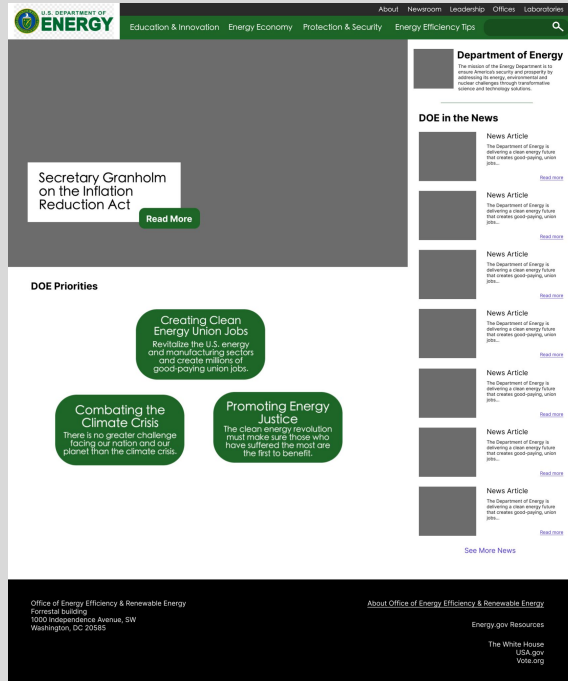 U.S. DEPARTMENT OF
ENERGY
About Newsroom Leadership Offices Laboratories
Education & Innovation Energy Economy Protection & Security Energy Efficiency Tips
Secretary Granholm
on the Inflation
Reduction Act
Read More
DOE Priorities
Creating Clean
Energy Union Jobs
Revitalize the U.S. energy
and manufacturing sectors
and create millions of
good-paying union jobs.
Combating the
Climate Crisis
There is no greater challenge
facing our nation and our
planet than the climate crisis.
Promoting Energy
Justice
The clean energy revolution
must make sure those who
have suffered the most are
the first to benefit.
Department of Energy
The mission of the Energy Department is to
ensure America's security and prosperity by
addressing its energy, environmental and
nuclear challenges through transformative
science and technology solutions.
DOE in the News
News Article
The Department of Energy is
delivering a clean energy future
that creates good-paying, union
jobs...
Read more
News Article
The Department of Energy is
delivering a clean energy future
that creates good-paying, union
jobs...
Read more
News Article
The Department of Energy is
delivering a clean energy future
that creates good-paying, union
jobs...
Read more
News Article
The Department of Energy is
delivering a clean energy future
that creates good-paying, union
jobs...
Read more
News Article
The Department of Energy is
delivering a clean energy future
that creates good-paying, union
jobs...
Read more
News Article
The Department of Energy is
delivering a clean energy future
that creates good-paying, union
jobs...
Read more
News Article
The Department of Energy is
delivering a clean energy future
that creates good-paying, union
jobs...
Read more
See More News
Office of Energy Efficiency & Renewable Energy
Forrestal building
1000 Independence Avenue, SW
Washington, DC 20585
About Office of Energy Efficiency & Renewable Energy
Energy.gov Resources
The White House
USA.gov
Vote.org